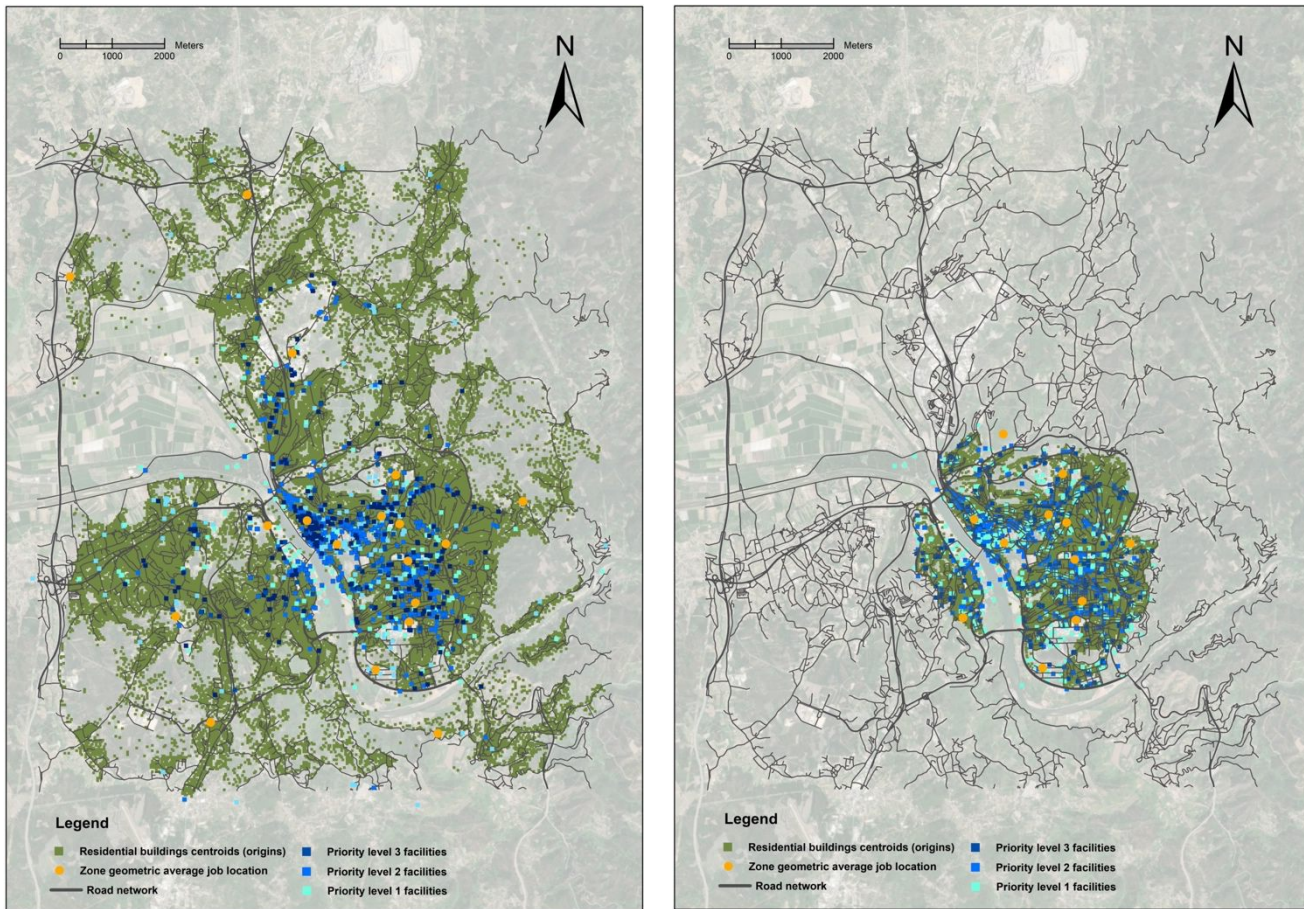 Meters
0 1000 2000
N
Legend
Residential buildings centroids (origins)
Zone geometric average job location
Road network
Priority level 3 facilities
Priority level 2 facilities
Priority level 1 facilities
Meters
0 1000 2000
N
Legend
Residential buildings centroids (origins)
Zone geometric average job location
Road network
Priority level 3 facilities
Priority level 2 facilities
Priority level 1 facilities